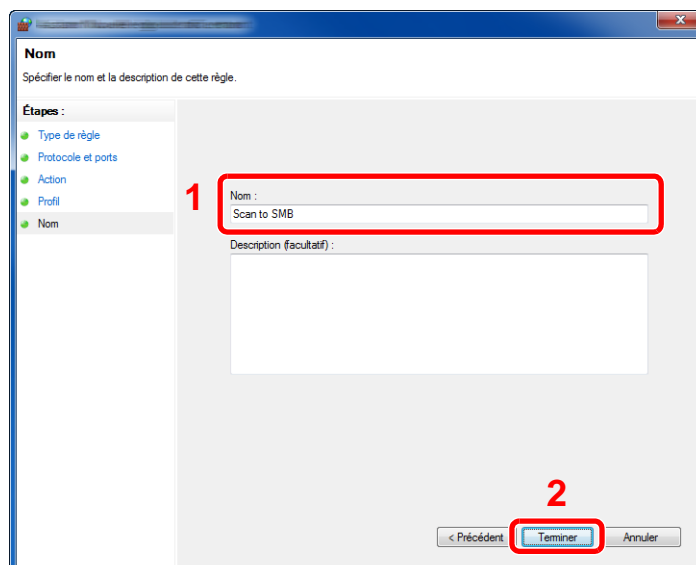 Nom
Spécifier le nom et la description de cette règle.
Étapes :
Type de règle
Protocole et ports
Action
Profil
Nom
1
Nom :
Scan to SMB
Description (facultatif) :
2
< Précédent
Terminer
Annuler